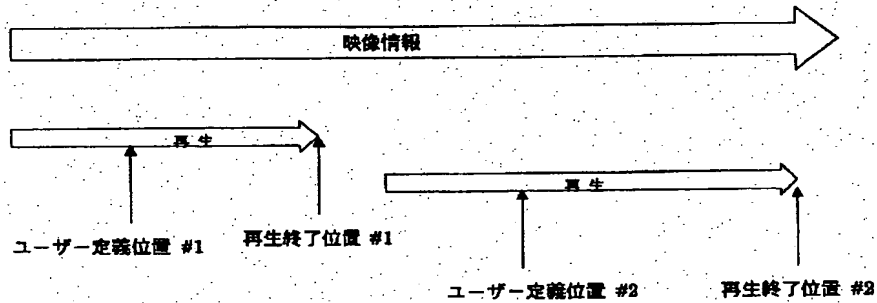 映像情報
再生
再生
ユーザー定義位置 #1
再生終了位置 #1
ユーザー定義位置 #2
再生終了位置 #2